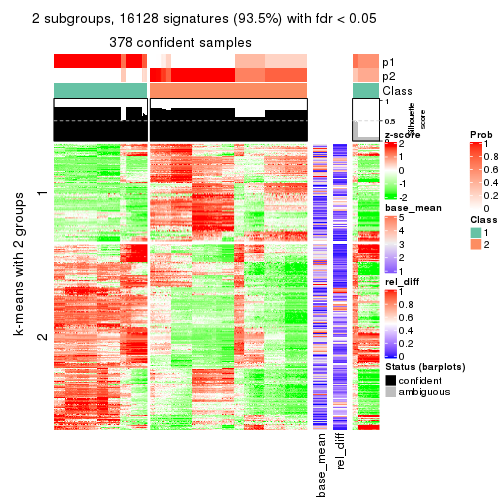 2 subgroups, 16128 signatures (93.5%) with fdr < 0.05
378 confident samples
p1
p2
Class
1
0.5
0
Silhouette
score
k-means with 2 groups
1
2
base_mean
rel_diff
z-score
2
1
0
-1
-2
base_mean
5
4
3
2
1
rel_diff
1
0.8
0.6
0.4
0.2
0
Status (barplots)
confident
ambiguous
Prob
1
0.8
0.6
0.4
0.2
0
Class
1
2